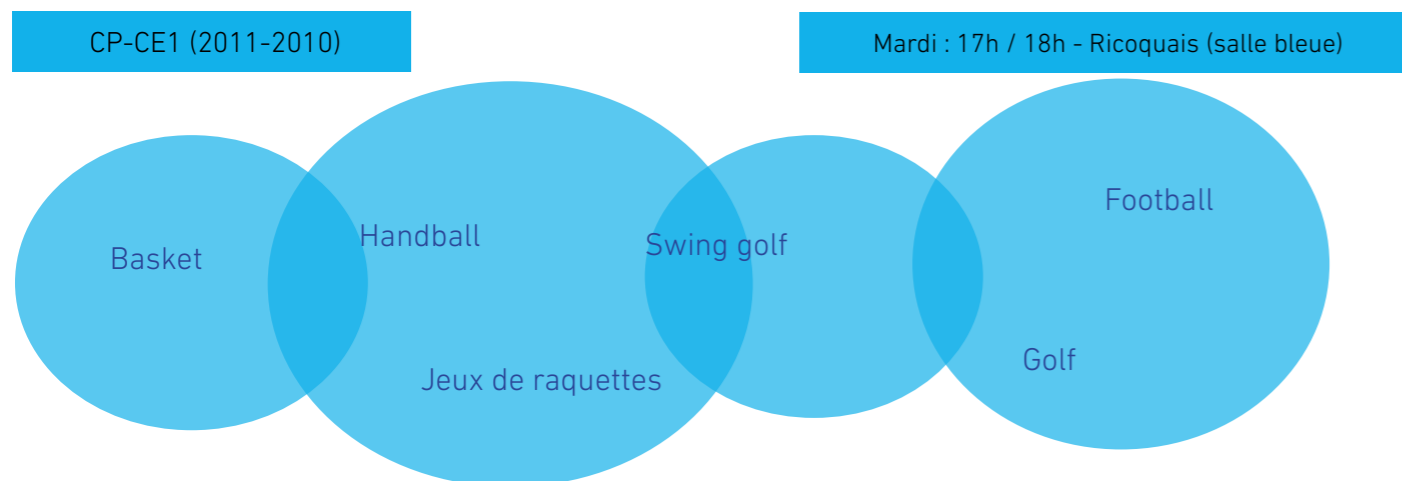 CP-CE1 (2011-2010)
Mardi : 17h / 18h - Ricoquais (salle bleue)
Basket
Handball
Jeux de raquettes
Swing golf
Football
Golf